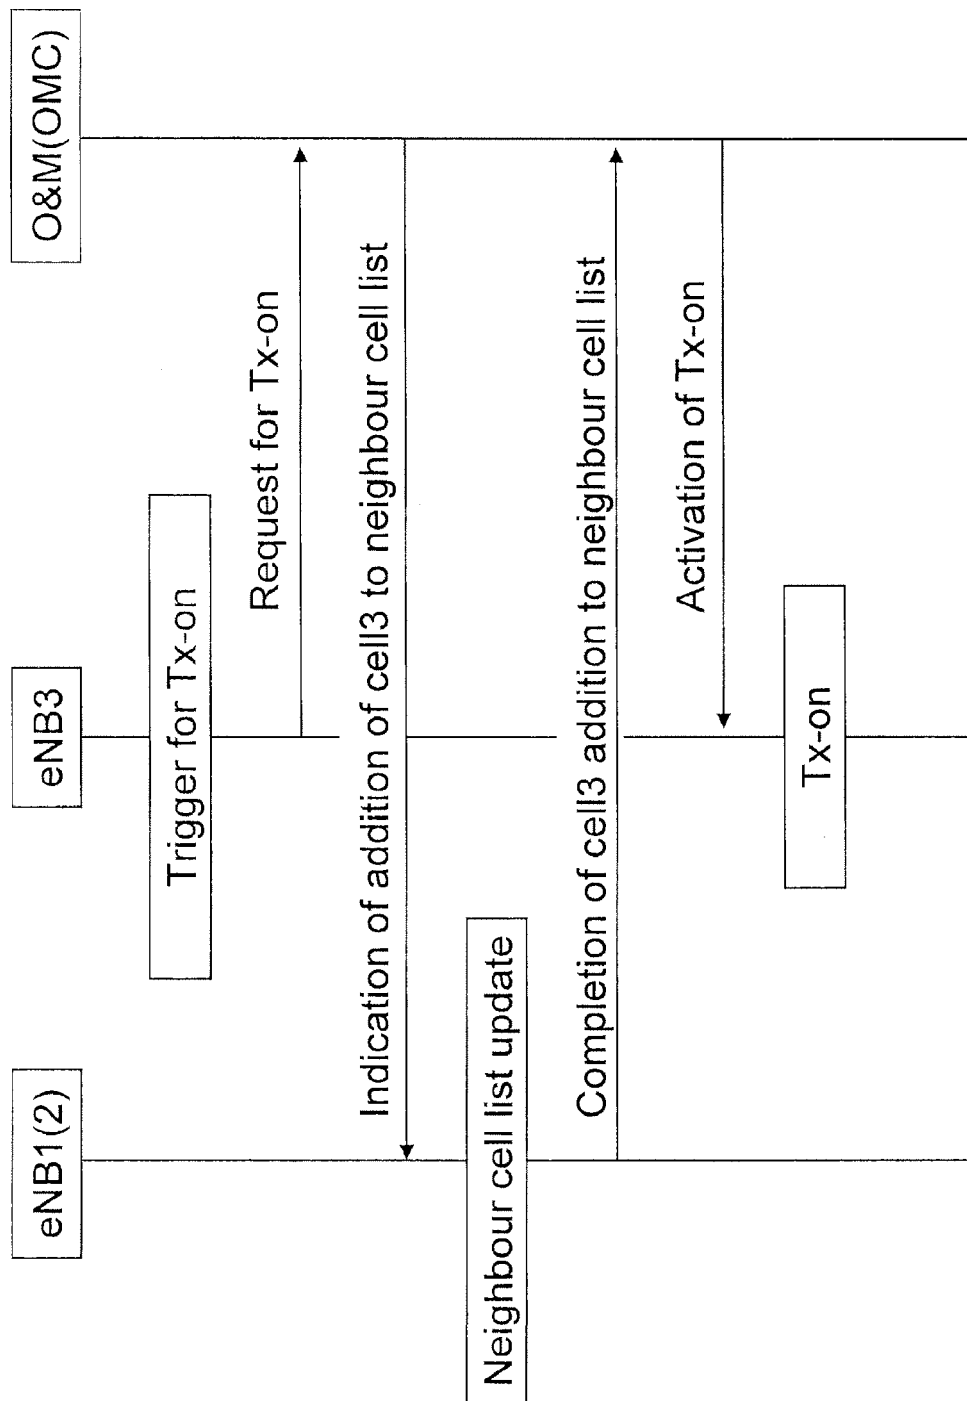 eNB1(2)
eNB3
O&M(OMC)
Trigger for Tx-on
Request for Tx-on
Indication of addition of cell3 to neighbour cell list
Neighbour cell list update
Completion of cell3 addition to neighbour cell list
Activation of Tx-on
Tx-on